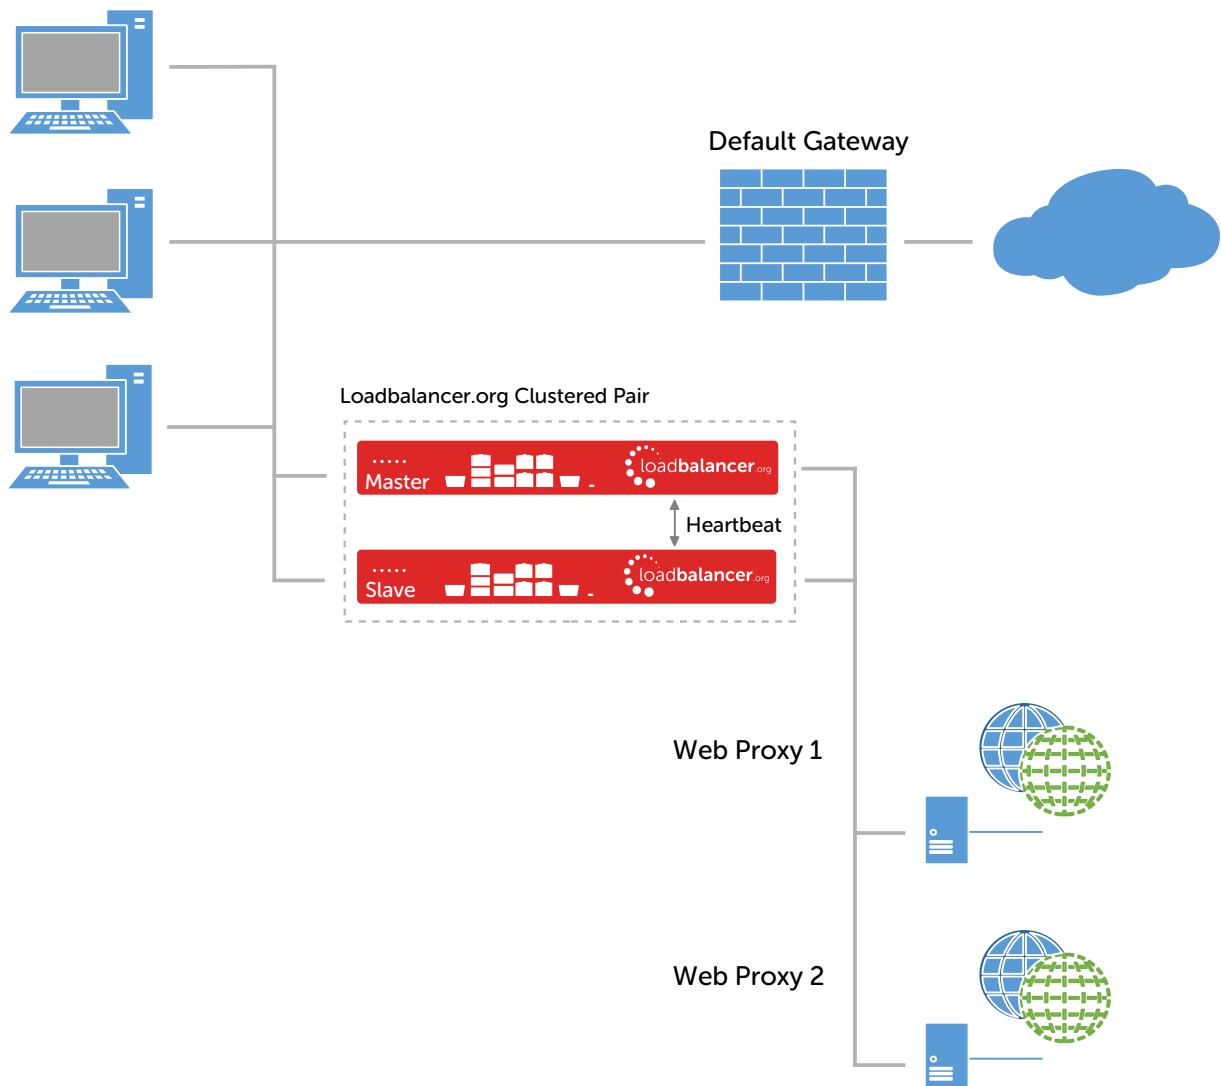 Default Gateway
Loadbalancer.org Clustered Pair
Master
loadbalancer.org
Heartbeat
Slave
loadbalancer.org
Web Proxy 1
Web Proxy 2